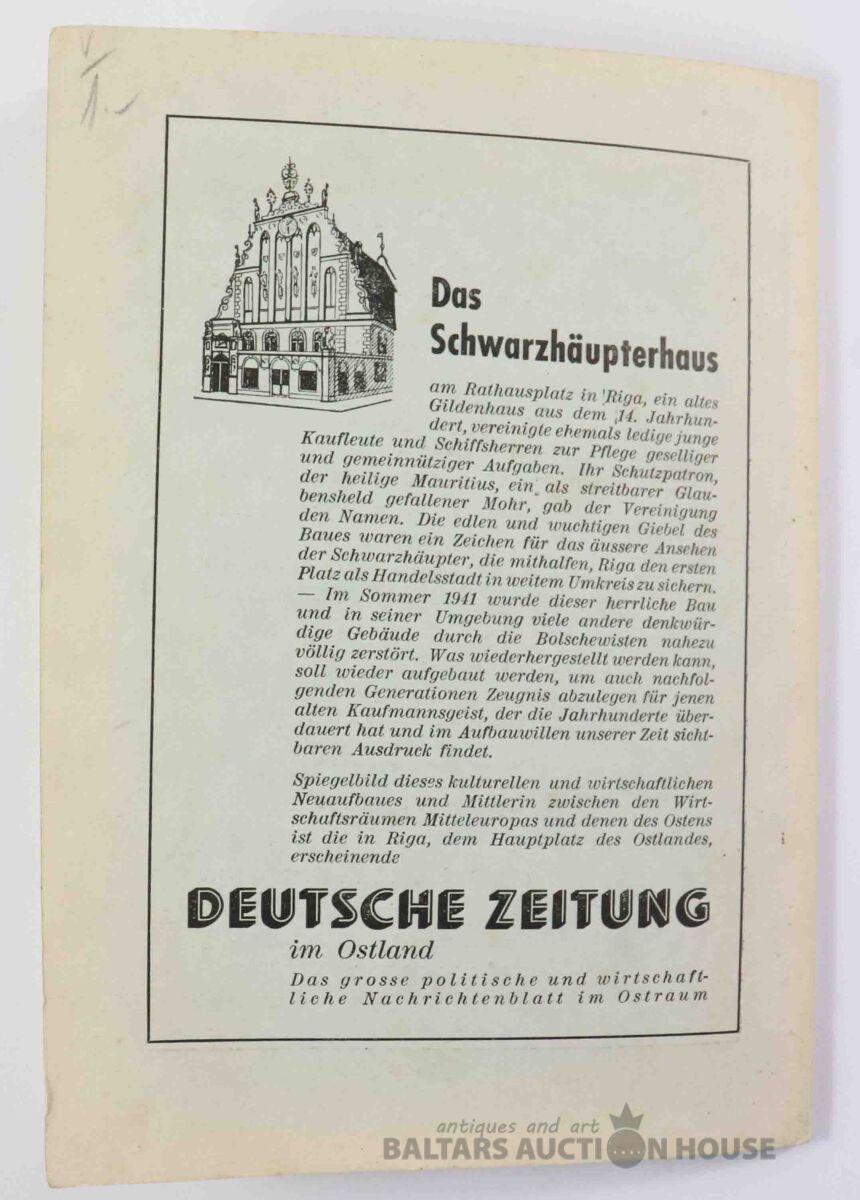 1.-
Das
Schwarzhäupterhaus
am Rathausplatz in Riga, ein altes
Gildenhaus aus dem 14. Jahrhun-
dert, vereinigte ehemals ledige junge
Kaufleute und Schiffsherren zur Pflege geselliger
und gemeinnütziger Aufgaben. Ihr Schutzpatron,
der heilige Mauritius, ein als streitbarer Glau-
bensheld gefallener Mohr, gab der Vereinigung
den Namen. Die edlen und wuchtigen Giebel des
Baues waren ein Zeichen für das äussere Ansehen
der Schwarzhäupter, die mithalfen, Riga den ersten
Platz als Handelsstadt in weitem Umkreis zu sichern.
— Im Sommer 1941 wurde dieser herrliche Bau
und in seiner Umgebung viele andere denkwür-
dige Gebäude durch die Bolschewisten nahezu
völlig zerstört. Was wiederhergestellt werden kann,
soll wieder aufgebaut werden, um auch nachfol-
genden Generationen Zeugnis abzulegen für jenen
alten Kaufmannsgeist, der die Jahrhunderte über-
dauert hat und im Aufbauwillen unserer Zeit sicht-
baren Ausdruck findet.
Spiegelbild dieses kulturellen und wirtschaftlichen
Neuaufbaues und Mittlerin zwischen den Wirt-
schaftsräumen Mitteleuropas und denen des Ostens
ist die in Riga, dem Hauptplatz des Ostlandes,
erscheinende
DEUTSCHE ZEITUNG
im Ostland
Das grosse politische und wirtschaft-
liche Nachrichtenblatt im Ostraum
antiques and art
BALTARS AUCTION HOUSE